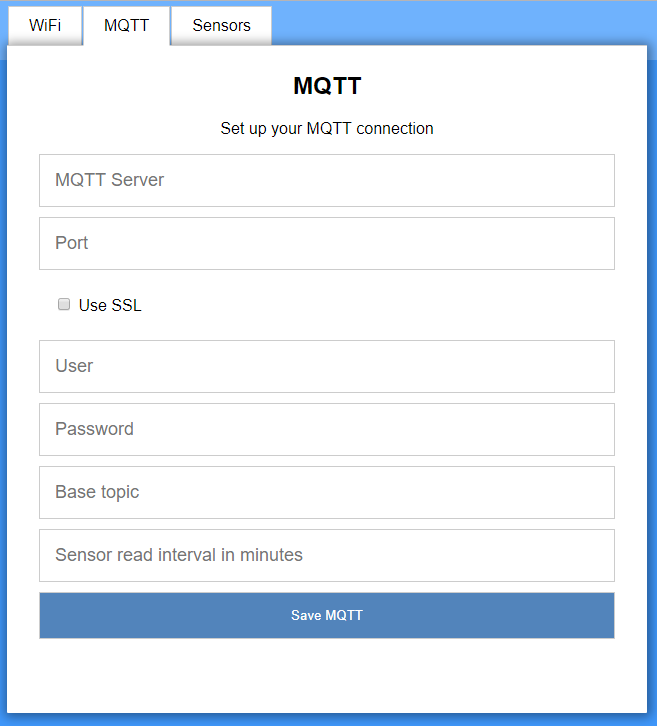 WiFi MQTT Sensors
MQTT
Set up your MQTT connection
MQTT Server
Port
Use SSL
User
Password
Base topic
Sensor read interval in minutes
Save MQTT